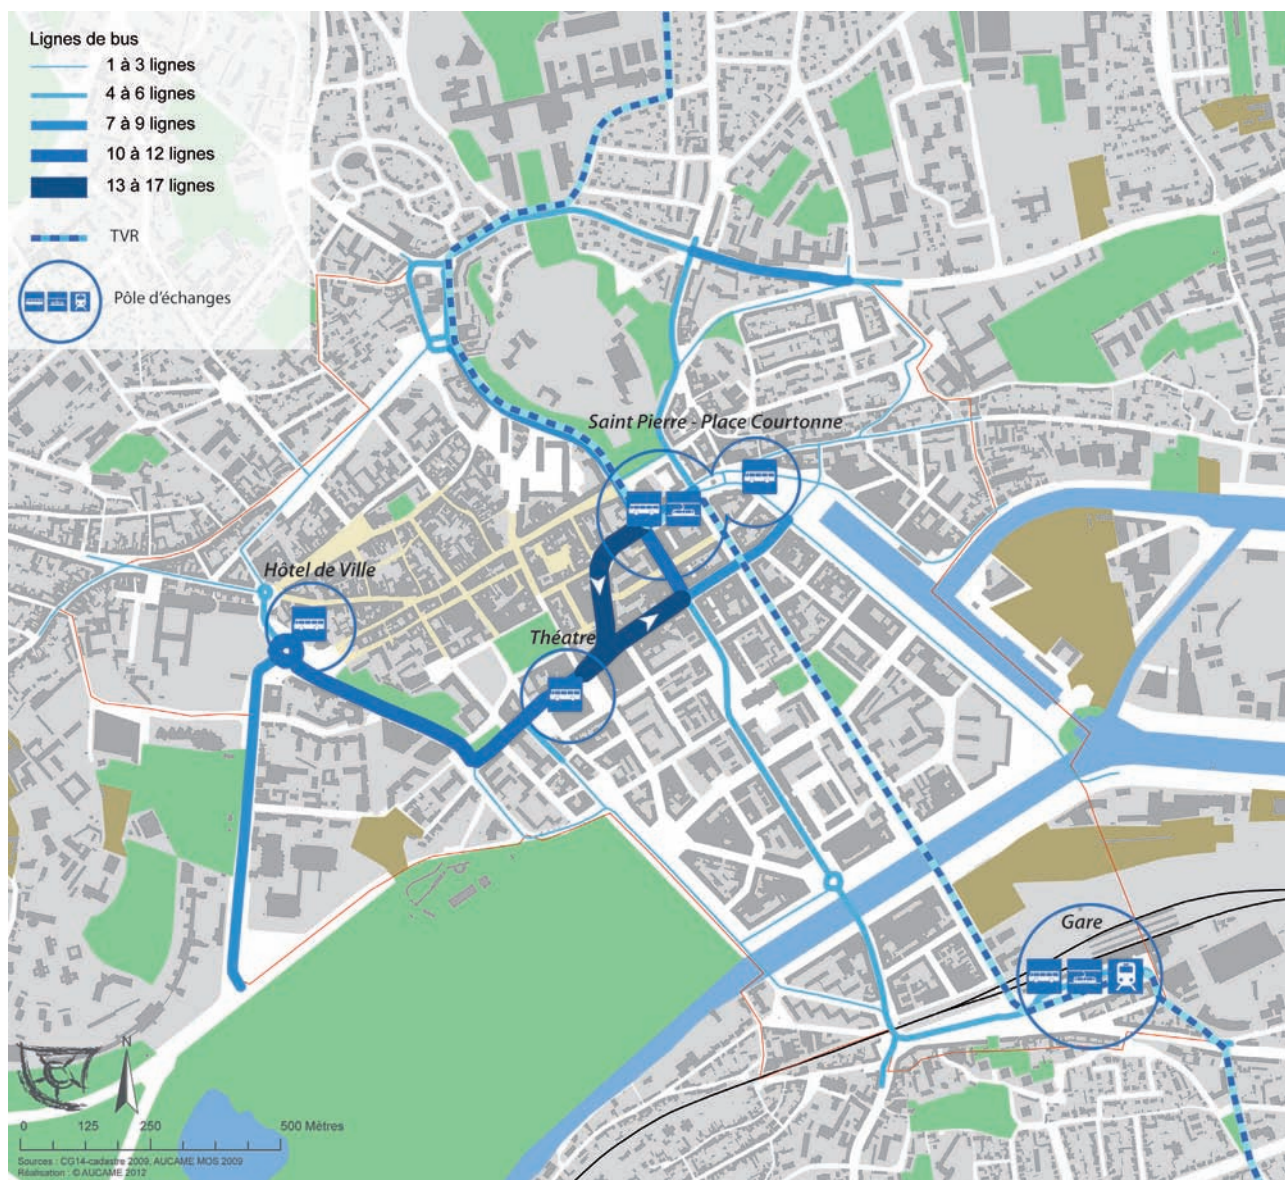 Lignes de bus
1 à 3 lignes
4 à 6 lignes
7 à 9 lignes
10 à 12 lignes
13 à 17 lignes
TVR
Pôle d'échanges
Saint Pierre - Place Courtonne
Hôtel de Ville
Théatre
Gare
N
0 125 250 500 Mètres
Sources : CG14-cadastre 2009, AUCAME MOS 2009
Réalisation : © AUCAME 2012